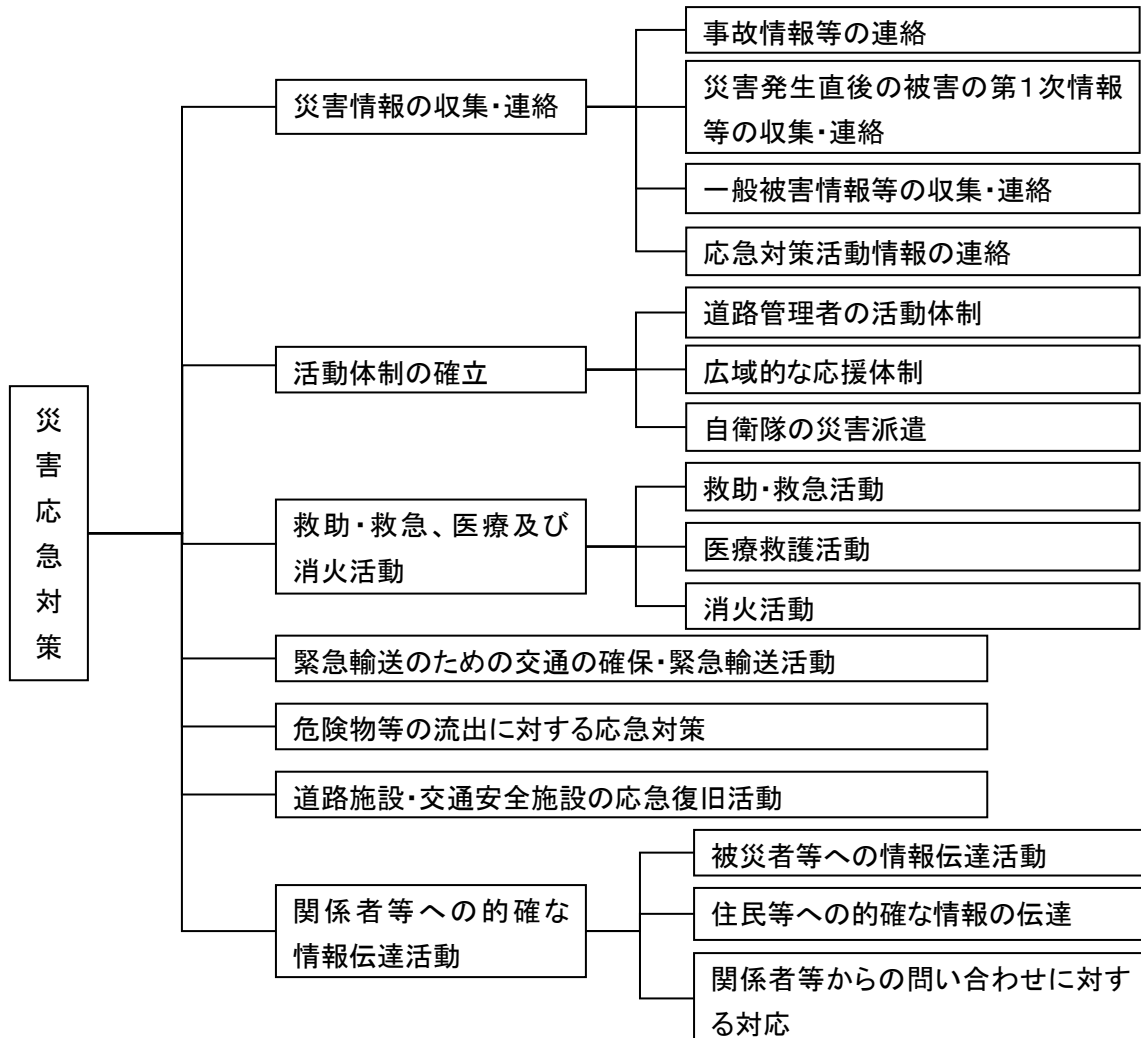 災害応急対策
災害情報の収集・連絡
事故情報等の連絡
災害発生直後の被害の第1次情報
等の収集・連絡
一般被害情報等の収集・連絡
応急対策活動情報の連絡
活動体制の確立
道路管理者の活動体制
広域的な応援体制
自衛隊の災害派遣
救助・救急、医療及び
消火活動
救助・救急活動
医療救護活動
消火活動
緊急輸送のための交通の確保・緊急輸送活動
危険物等の流出に対する応急対策
道路施設・交通安全施設の応急復旧活動
関係者等への的確な
情報伝達活動
被災者等への情報伝達活動
住民等への的確な情報の伝達
関係者等からの問い合わせに対す
る対応